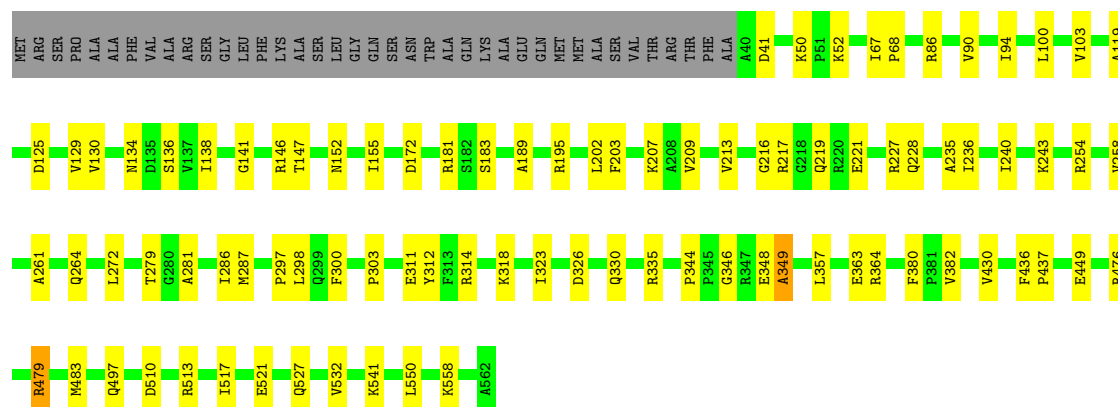 MET ARG SER PRO ALA ALA PHE VAL ALA ARG SER GLY LEU PHE LYS ALA SER LEU GLY GLN SER ASN TRP ALA GLN LYS ALA GLU GLN MET MET ALA SER VAL THR ARG THR PHE ALA A40 D41 K50 P51 K52 I67 P68 R86 V90 I94 L100 V103 A119
D125 V129 V130 N134 D135 S136 V137 I138 G141 R146 T147 N152 I155 D172 R181 S182 S183 A189 R195 L202 F203 K207 A208 V209 V213 G216 R217 G218 Q219 R220 E221 R227 Q228 A235 I236 I240 K243 R254 V258
A261 Q264 L272 T279 G280 A281 I286 M287 P297 L298 Q299 F300 P303 E311 Y312 F313 R314 K318 I323 D326 Q330 R335 P344 P345 G346 R347 E348 A349 L357 E363 R364 F380 P381 V382 V430 F436 P437 E449
R479 M483 Q497 D510 R513 I517 E521 Q527 V532 K541 L550 K558 A562